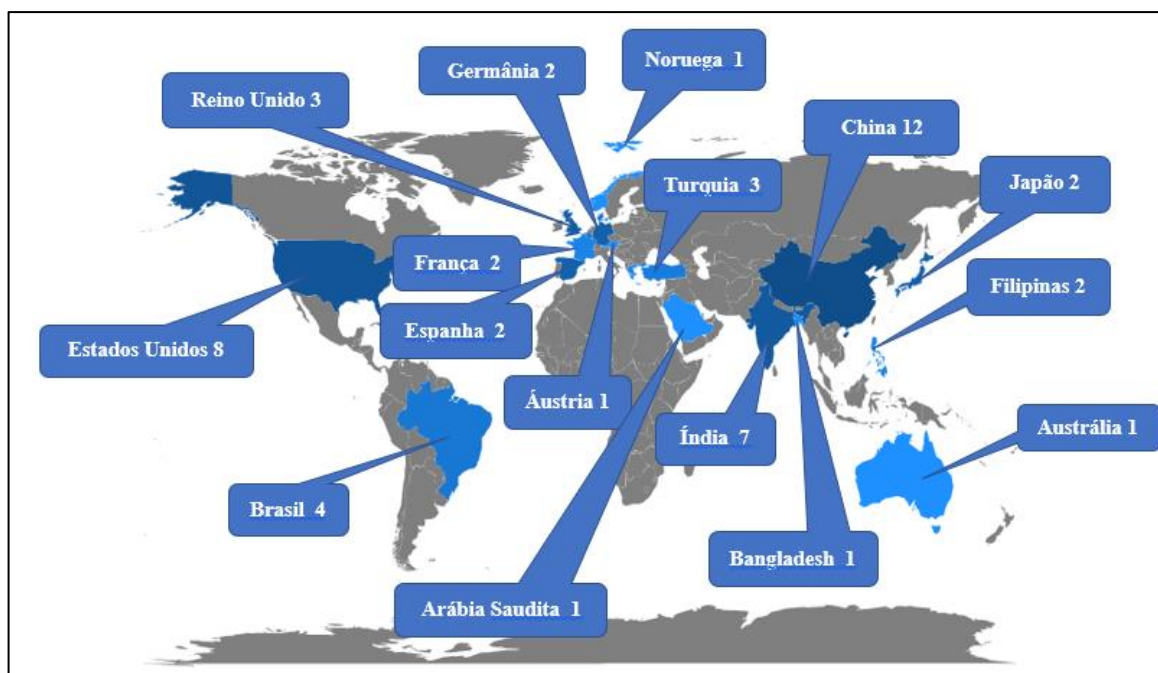 Noruega 1
Germânia 2
Reino Unido 3
China 12
Turquia 3
Japão 2
França 2
Filipinas 2
Espanha 2
Estados Unidos 8
Áustria 1
Índia 7
Austrália 1
Brasil 4
Bangladesh 1
Arábia Saudita 1